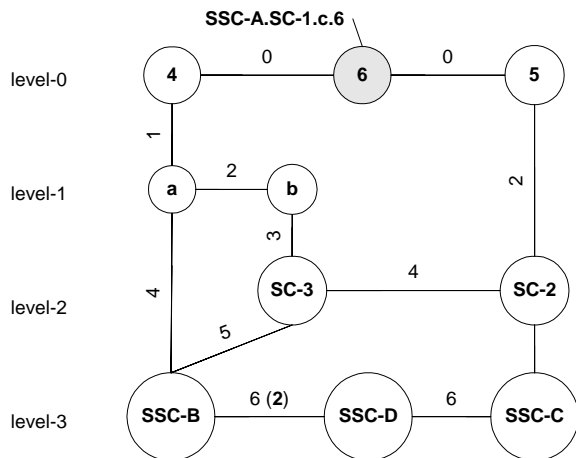 SSC-A.SC-1.c.6
level-0
4
0
6
0
5
1
2
level-1
a
2
b
3
level-2
4
SC-3
4
SC-2
5
level-3
SSC-B
6 (2)
SSC-D
6
SSC-C